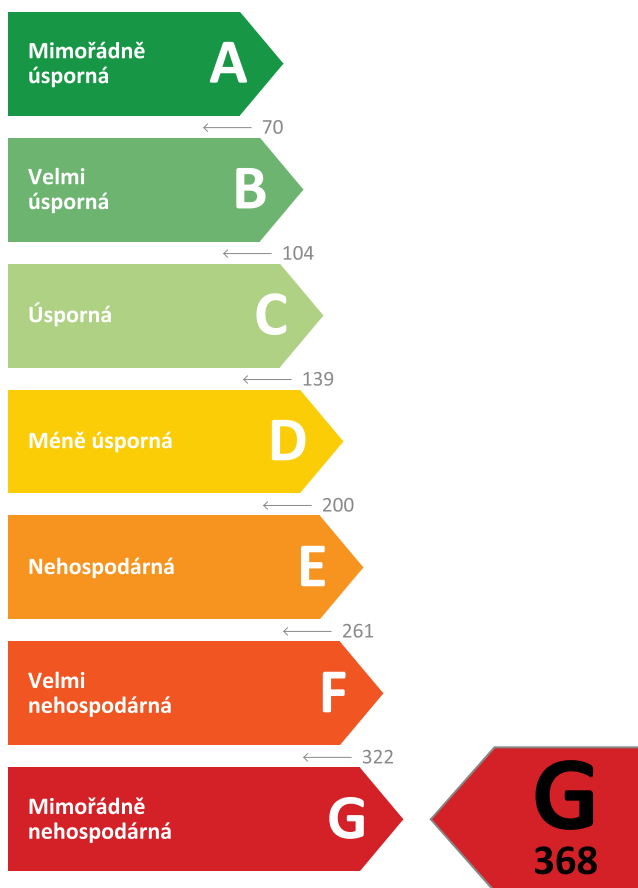 Mimořádně
úsporná
A
70
Velmi
úsporná
B
104
Úsporná
C
139
Méně úsporná
D
200
Nehospodárná
E
261
Velmi
nehospodárná
F
322
Mimořádně
nehospodárná
G
G
368